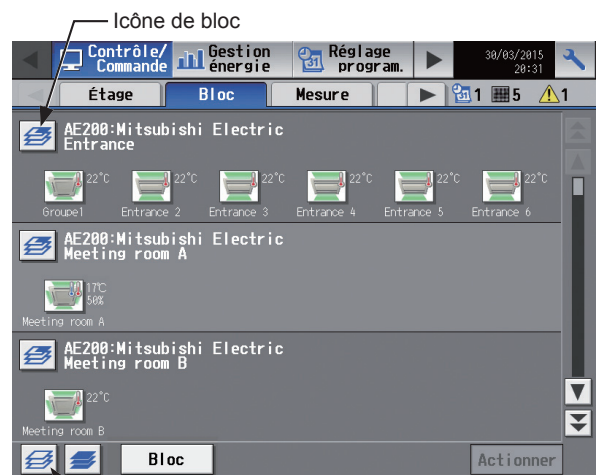 Icône de bloc
Contrôle/ Commande
Gestion énergie
Réglage program.
30/03/2015
20:31
Étage
Bloc
Mesure
1
5
1
AE200:Mitsubishi Electric
Entrance
22°C
22°C
22°C
22°C
22°C
22°C
Groupe1
Entrance 2
Entrance 3
Entrance 4
Entrance 5
Entrance 6
AE200:Mitsubishi Electric
Meeting room A
17°C
50%
Meeting room A
AE200:Mitsubishi Electric
Meeting room B
22°C
Meeting room B
Bloc
Actionner